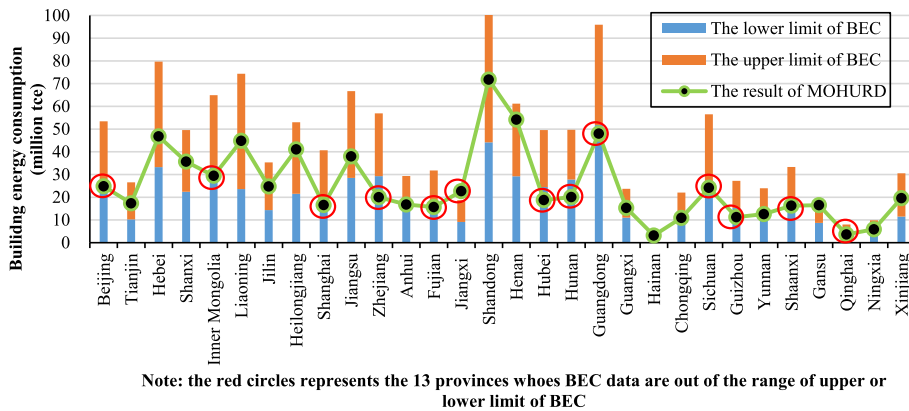 Builiding energy consumption
(million tce)
100
90
80
70
60
50
40
30
20
10
0
The lower limit of BEC
The upper limit of BEC
The result of MOHURD
Beijing
Tianjin
Hebei
Shanxi
Inner Mongolia
Liaoning
Jilin
Heilongjiang
Shanghai
Jiangsu
Zhejiang
Anhui
Fujian
Jiangxi
Shandong
Henan
Hubei
Hunan
Guangdong
Guangxi
Hainan
Chongqing
Sichuan
Guizhou
Yunnan
Shaanxi
Gansu
Qinghai
Ningxia
Xinjiang
Note: the red circles represents the 13 provinces whoes BEC data are out of the range of upper or
lower limit of BEC